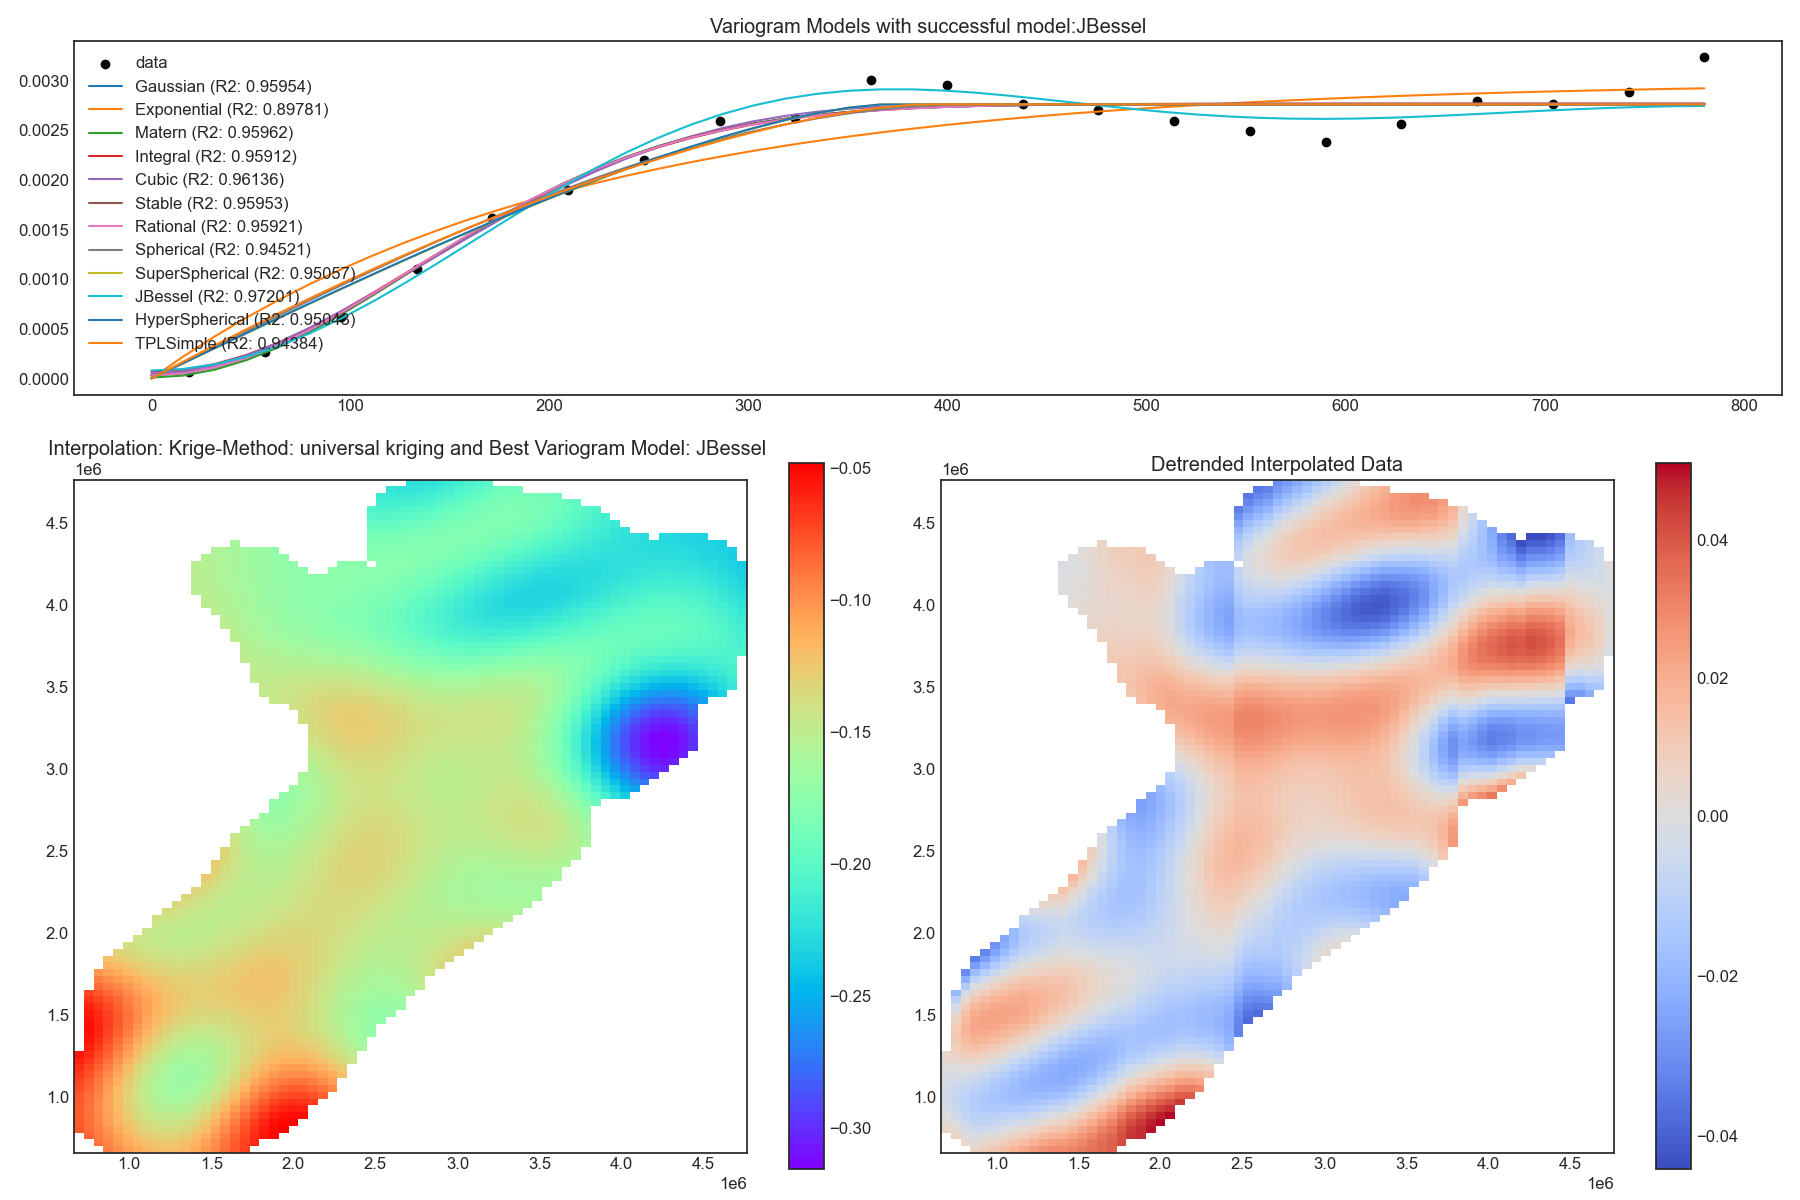 Variogram Models with successful model:JBessel
0.0030
0.0025
0.0020
0.0015
0.0010
0.0005
0.0000
data
Gaussian (R2: 0.95954)
Exponential (R2: 0.89781)
Matern (R2: 0.95962)
Integral (R2: 0.95912)
Cubic (R2: 0.96136)
Stable (R2: 0.95953)
Rational (R2: 0.95921)
Spherical (R2: 0.94521)
SuperSpherical (R2: 0.95057)
JBessel (R2: 0.97201)
HyperSpherical (R2: 0.95043)
TPLSimple (R2: 0.94384)
0 100 200 300 400 500 600 700 800
Interpolation: Krige-Method: universal kriging and Best Variogram Model: JBessel
1e6
4.5
4.0
3.5
3.0
2.5
2.0
1.5
1.0
1.0 1.5 2.0 2.5 3.0 3.5 4.0 4.5
1e6
−0.05
−0.10
−0.15
−0.20
−0.25
−0.30
Detrended Interpolated Data
1e6
4.5
4.0
3.5
3.0
2.5
2.0
1.5
1.0
1.0 1.5 2.0 2.5 3.0 3.5 4.0 4.5
1e6
0.04
0.02
0.00
−0.02
−0.04